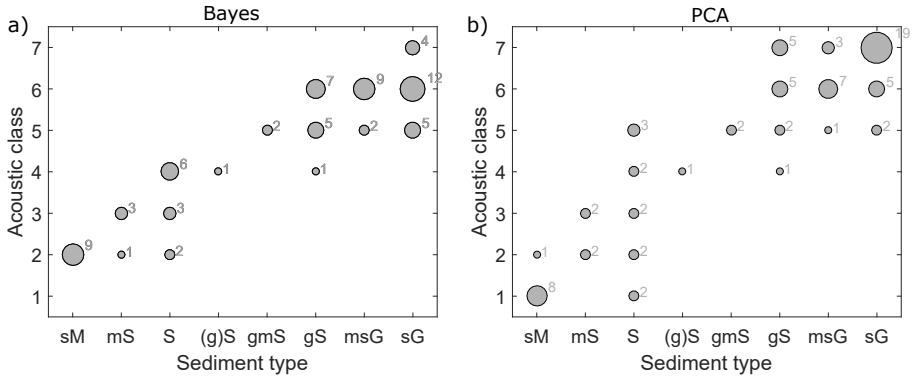 a) Bayes
7 4
6 7 9 12
5 2 5 2 5
4 6 1 1
3 3 3
2 9 1 2
1
Acoustic class
sM mS S (g)S gmS gS msG sG
Sediment type
b) PCA
7 5 3 19
6 5 7 5
5 3 2 2 1 2
4 2 1 1
3 2 2
2 1 2 2
1 8 2
Acoustic class
sM mS S (g)S gmS gS msG sG
Sediment type